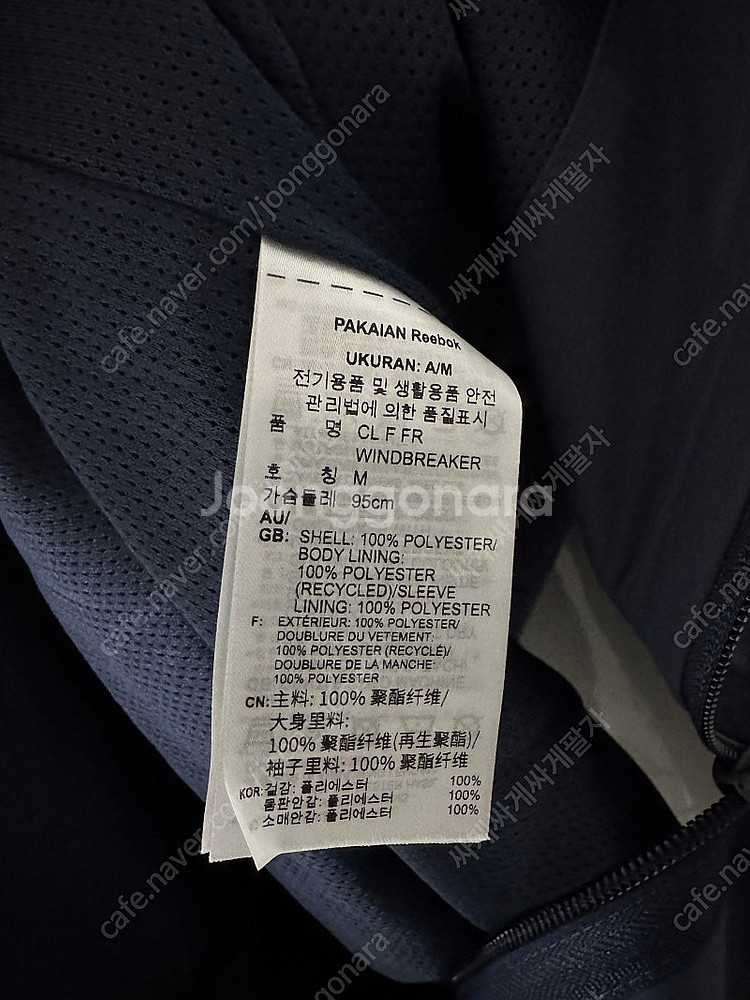 PAKAIAN Reebok
UKURAN: A/M
전기용품 및 생활용품 안전
관리법에 의한 품질표시
품 명 CL F FR
WINDBREAKER
호 칭 M
가슴둘레 95cm
AU/
GB: SHELL: 100% POLYESTER/
BODY LINING:
100% POLYESTER
(RECYCLED)/SLEEVE
LINING: 100% POLYESTER
F: EXTÉRIEUR: 100% POLYESTER/
DOUBLURE DU VETEMENT:
100% POLYESTER (RECYCLÉ)/
DOUBLURE DE LA MANCHE:
100% POLYESTER
CN: 主料: 100% 聚酯纤维/
大身里料:
100% 聚酯纤维(再生聚酯)/
袖子里料: 100% 聚酯纤维
KOR: 겉감: 폴리에스터 100%
몸판안감: 폴리에스터 100%
소매안감: 폴리에스터 100%
Joonggonara
cafe.naver.com/joonggonara
싸게싸게싸게팔자